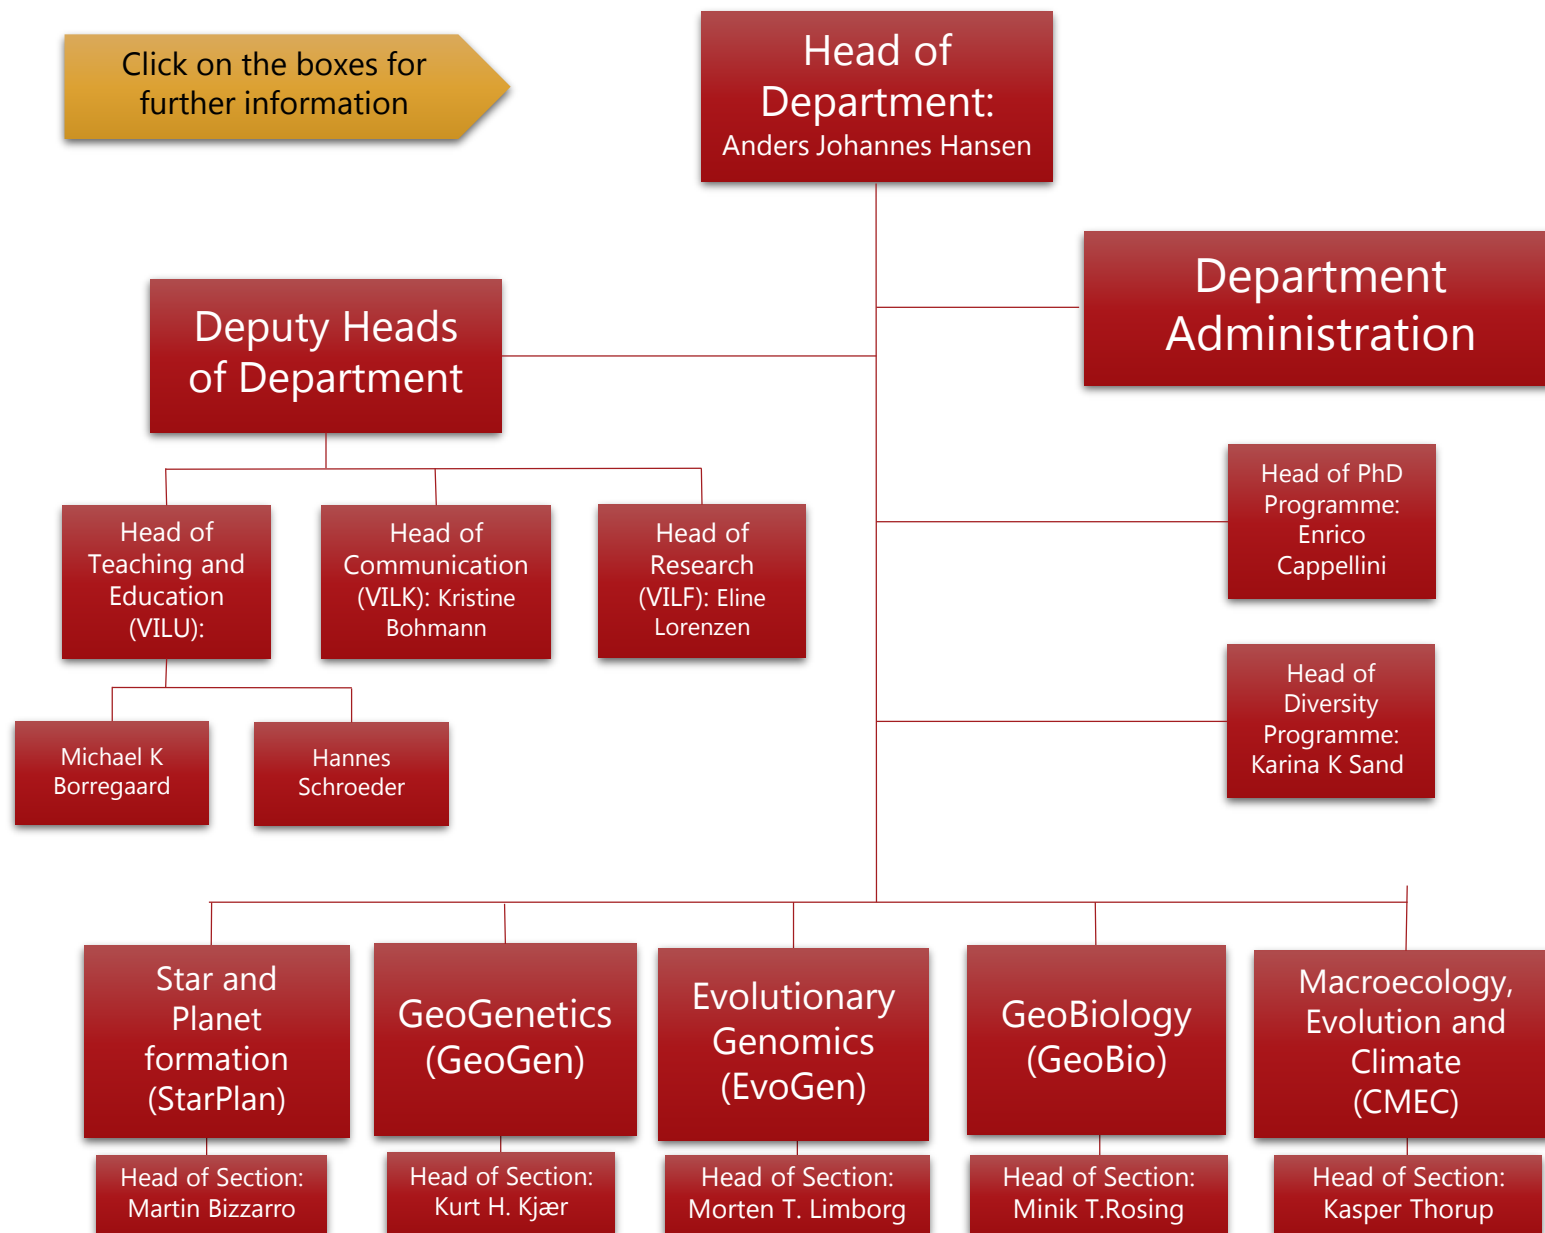 Click on the boxes for
further information
Head of
Department:
Anders Johannes Hansen
Department
Administration
Deputy Heads
of Department
Head of PhD
Programme:
Enrico
Cappellini
Head of
Teaching and
Education
(VILU):
Head of
Communication
(VILK): Kristine
Bohmann
Head of
Research
(VILF): Eline
Lorenzen
Head of
Diversity
Programme:
Karina K Sand
Michael K
Borregaard
Hannes
Schroeder
Star and
Planet
formation
(StarPlan)
GeoGenetics
(GeoGen)
Evolutionary
Genomics
(EvoGen)
GeoBiology
(GeoBio)
Macroecology,
Evolution and
Climate
(CMEC)
Head of Section:
Martin Bizzarro
Head of Section:
Kurt H. Kjær
Head of Section:
Morten T. Limborg
Head of Section:
Minik T.Rosing
Head of Section:
Kasper Thorup